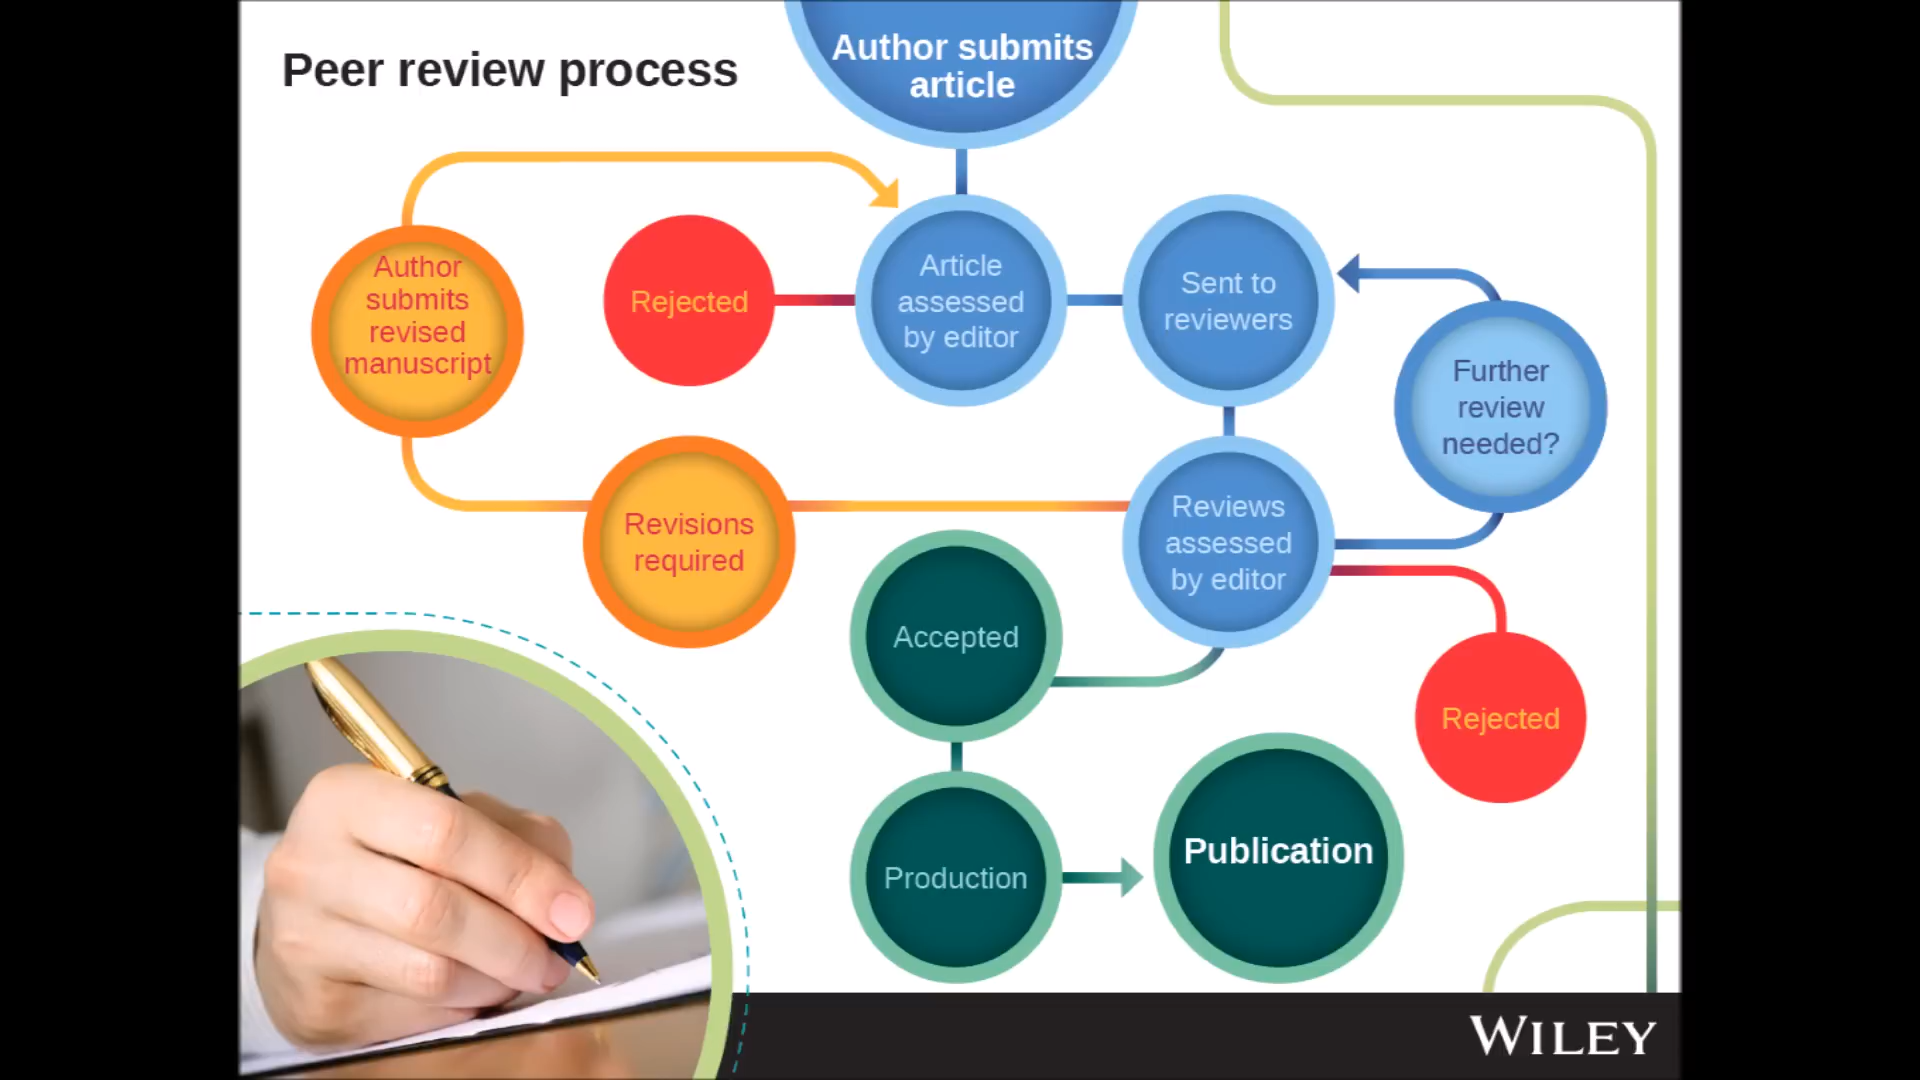 Peer review process
Author submits
article
Author
submits
revised
manuscript
Rejected
Article
assessed
by editor
Sent to
reviewers
Further
review
needed?
Revisions
required
Reviews
assessed
by editor
Accepted
Rejected
Production
Publication
WILEY